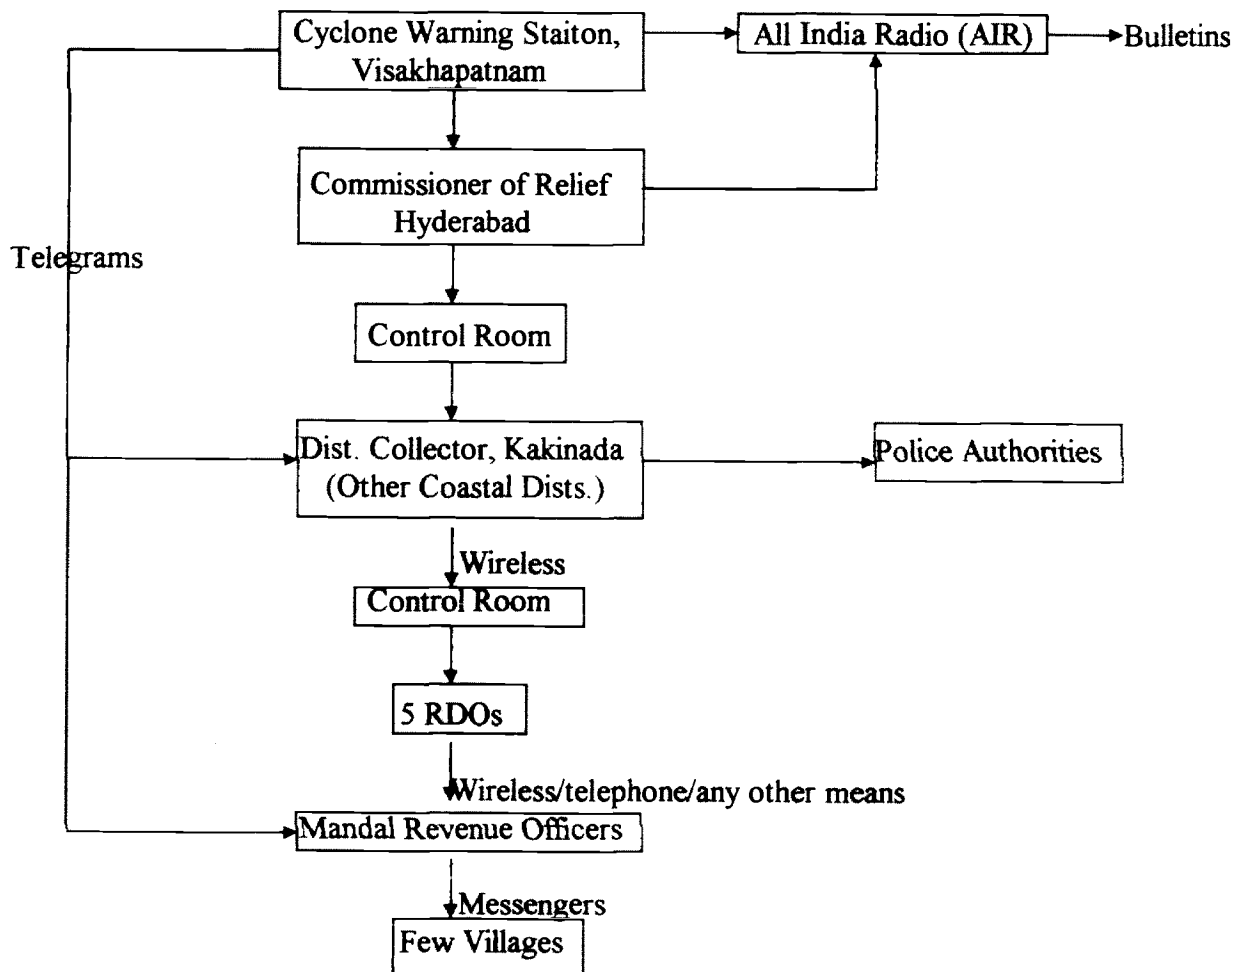 Cyclone Warning Staiton,
Visakhapatnam
All India Radio (AIR)
Bulletins
Commissioner of Relief
Hyderabad
Telegrams
Control Room
Dist. Collector, Kakinada
(Other Coastal Dists.)
Police Authorities
Wireless
Control Room
5 RDOs
Wireless/telephone/any other means
Mandal Revenue Officers
Messengers
Few Villages